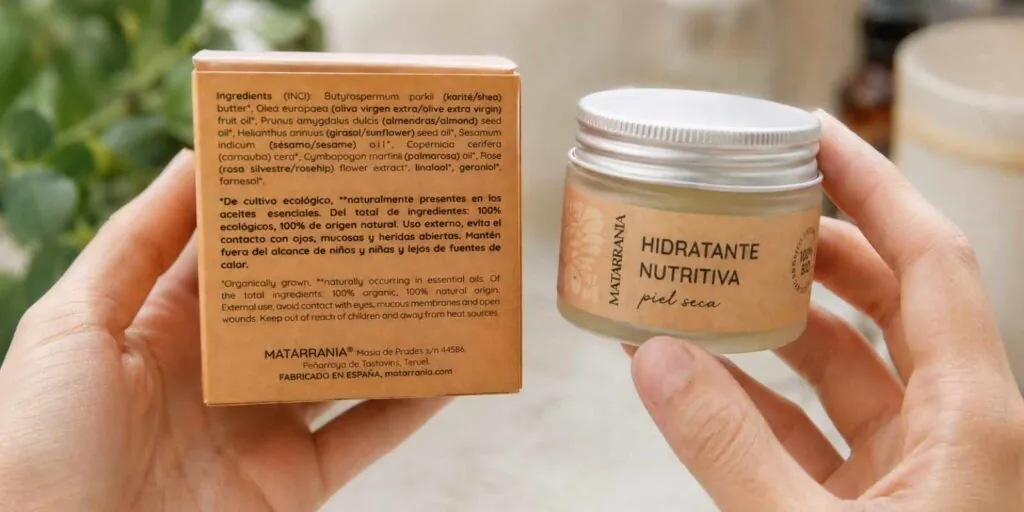 Ingredients (INCI): Butyrospermum parkii (karité/shea)
butter*, Olea europaea (oliva virgen extra/olive extra virgin)
fruit oil*, Prunus amygdalus dulcis (almendras/almond) seed
oil*, Helianthus annuus (girasol/sunflower) seed oil*, Sesamum
indicum (sésamo/sesame) oil*, Copernicia cerifera
(carnauba) cera*, Cymbopogon martinii (palmarosa) oil*, Rose
(rosa silvestre/rosehip) flower extract*, linalool*, geraniol*,
farnesol*.
*De cultivo ecológico, **naturalmente presentes en los
aceites esenciales. Del total de ingredientes: 100%
ecológicos, 100% de origen natural. Uso externo, evita el
contacto con ojos, mucosas y heridas abiertas. Mantén
fuera del alcance de niños y niñas y lejos de fuentes de
calor.
*Organically grown, **naturally occurring in essential oils. Of
the total ingredients: 100% organic, 100% natural origin.
External use, avoid contact with eyes, mucous membranes and open
wounds. Keep out of reach of children and away from heat sources.
MATARRANIA® Masia de Prades s/n 44586.
Peñarroya de Tastavins, Teruel.
FABRICADO EN ESPAÑA, matarrania.com
MATARRANIA
HIDRATANTE
NUTRITIVA
piel seca
100%
BIO